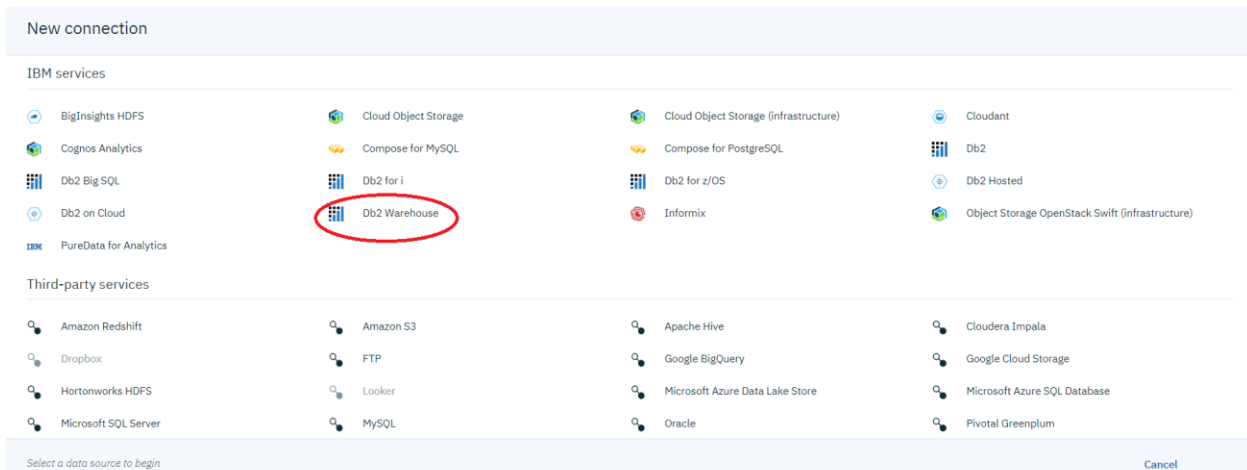 New connection
IBM services
BigInsights HDFS Cloud Object Storage Cloud Object Storage (infrastructure) Cloudant
Cognos Analytics Compose for MySQL Compose for PostgreSQL Db2
Db2 Big SQL Db2 for i Db2 for z/OS Db2 Hosted
Db2 on Cloud Db2 Warehouse Informix Object Storage OpenStack Swift (infrastructure)
IBM PureData for Analytics
Third-party services
Amazon Redshift Amazon S3 Apache Hive Cloudera Impala
Dropbox FTP Google BigQuery Google Cloud Storage
Hortonworks HDFS Looker Microsoft Azure Data Lake Store Microsoft Azure SQL Database
Microsoft SQL Server MySQL Oracle Pivotal Greenplum
Select a data source to begin Cancel